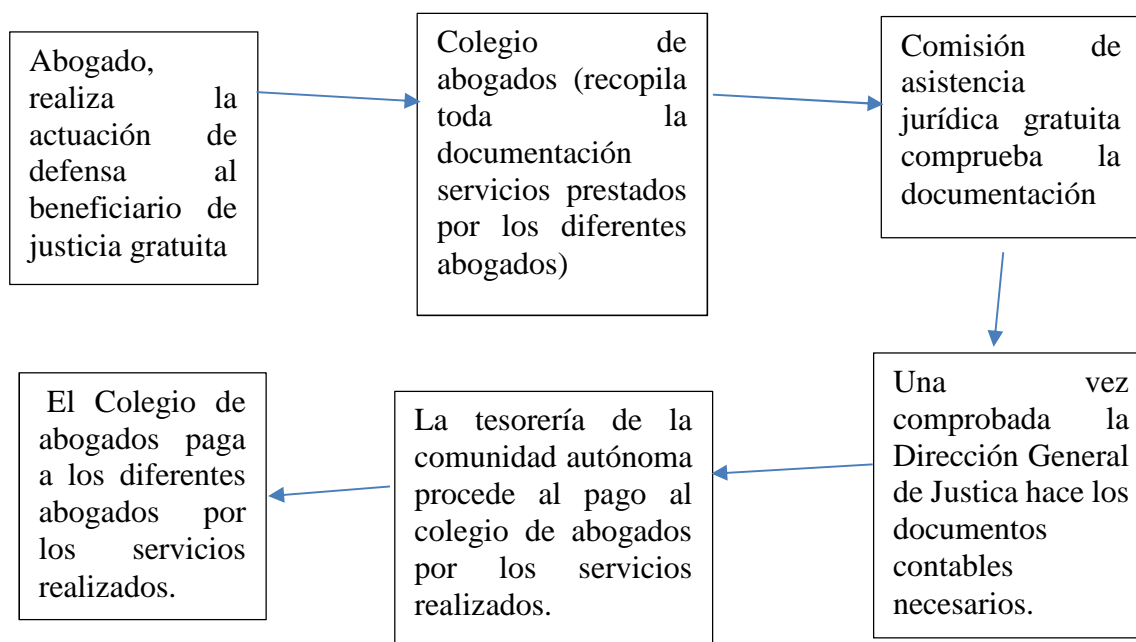 Abogado,
realiza la
actuación de
defensa al
beneficiario de
justicia gratuita
Colegio de
abogados (recopila
toda la
documentación
servicios prestados
por los diferentes
abogados)
Comisión de
asistencia
jurídica gratuita
comprueba la
documentación
Una vez
comprobada la
Dirección General
de Justica hace los
documentos
contables
necesarios.
La tesorería de la
comunidad autónoma
procede al pago al
colegio de abogados
por los servicios
realizados.
El Colegio de
abogados paga
a los diferentes
abogados por
los servicios
realizados.